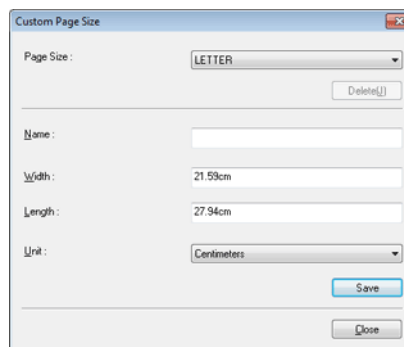 Custom Page Size
Page Size : LETTER
Delete(J)
Name :
Width : 21.59cm
Length : 27.94cm
Unit : Centimeters
Save
Close